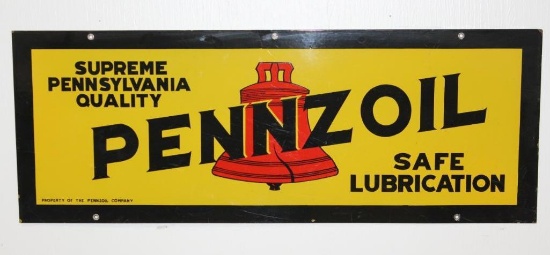 SUPREME
PENNSYLVANIA
QUALITY
PENNZOIL
SAFE
LUBRICATION
PROPERTY OF THE PENNZOIL COMPANY